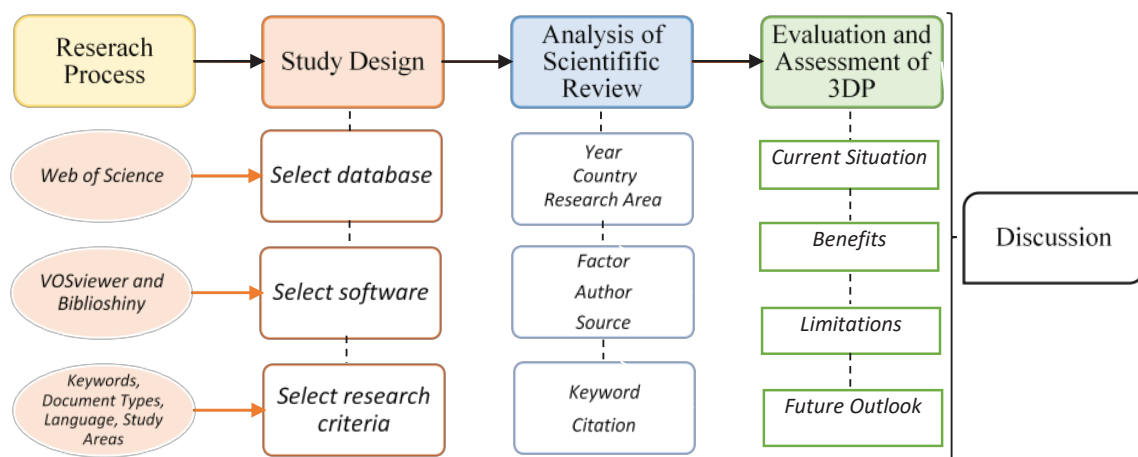 Reserach
Process
Study Design
Analysis of
Scientifific
Review
Evaluation and
Assessment of
3DP
Web of Science
Select database
Year
Country
Research Area
Current Situation
Benefits
Discussion
VOSviewer and
Biblioshiny
Select software
Factor
Author
Source
Limitations
Keywords,
Document Types,
Language, Study
Areas
Select research
criteria
Keyword
Citation
Future Outlook